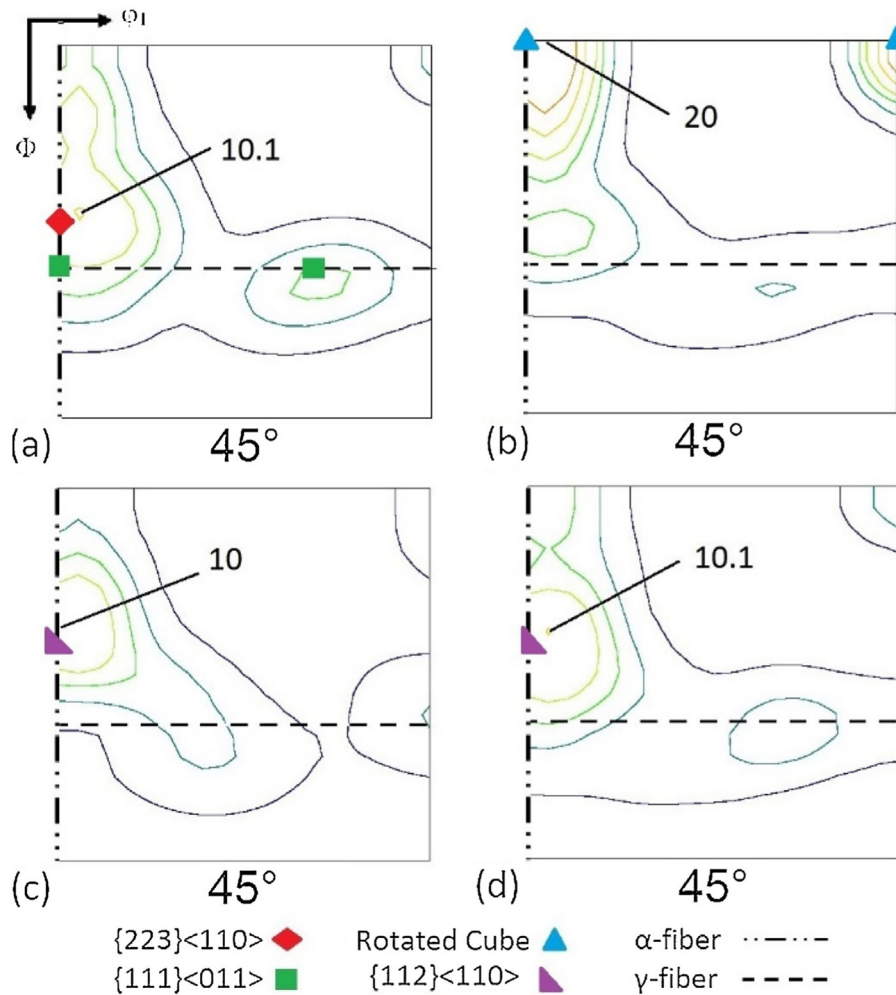 φ1
Φ
10.1
20
(a) 45°
(b) 45°
10
10.1
(c) 45°
(d) 45°
{223}<110> Rotated Cube α-fiber
{111}<011> {112}<110> γ-fiber